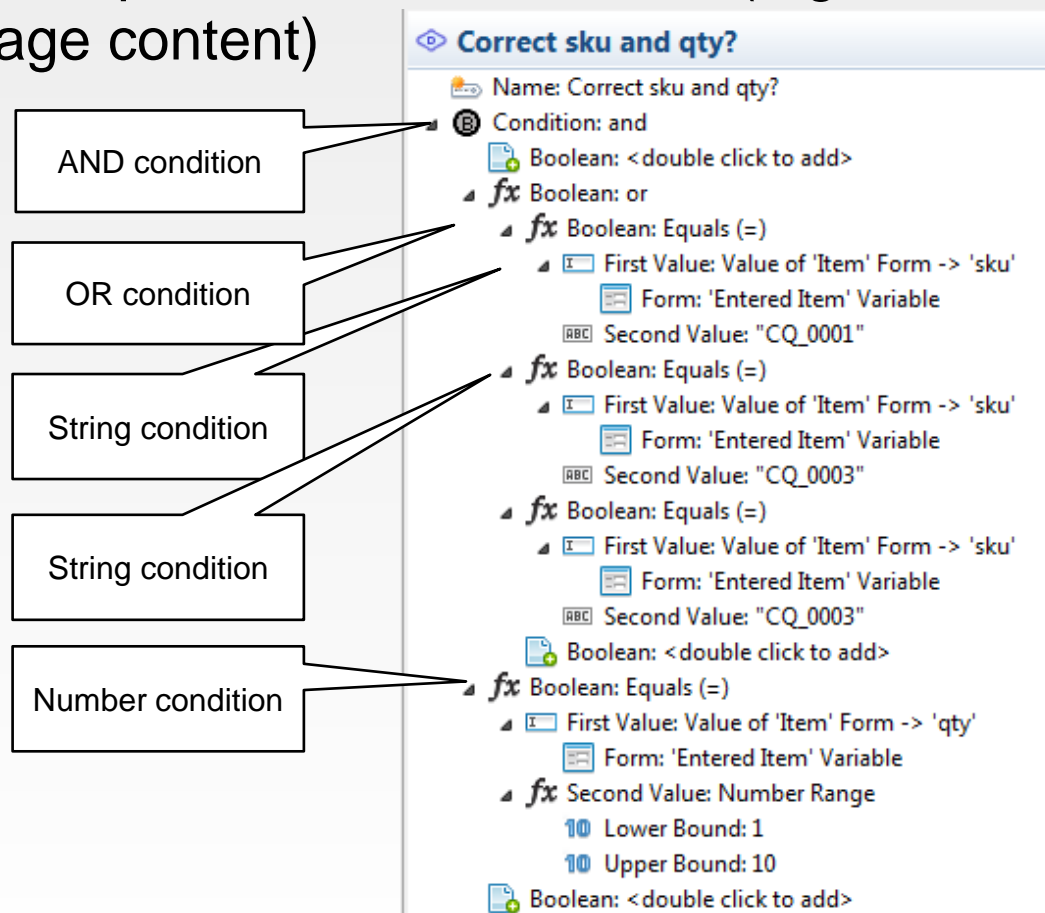 age content)
Correct sku and qty?
Name: Correct sku and qty?
AND condition
Condition: and
Boolean: <double click to add>
Boolean: or
OR condition
Boolean: Equals (=)
First Value: Value of 'Item' Form -> 'sku'
Form: 'Entered Item' Variable
Second Value: "CQ_0001"
String condition
Boolean: Equals (=)
First Value: Value of 'Item' Form -> 'sku'
Form: 'Entered Item' Variable
Second Value: "CQ_0003"
String condition
Boolean: Equals (=)
First Value: Value of 'Item' Form -> 'sku'
Form: 'Entered Item' Variable
Second Value: "CQ_0003"
Boolean: <double click to add>
Number condition
Boolean: Equals (=)
First Value: Value of 'Item' Form -> 'qty'
Form: 'Entered Item' Variable
Second Value: Number Range
10 Lower Bound: 1
10 Upper Bound: 10
Boolean: <double click to add>